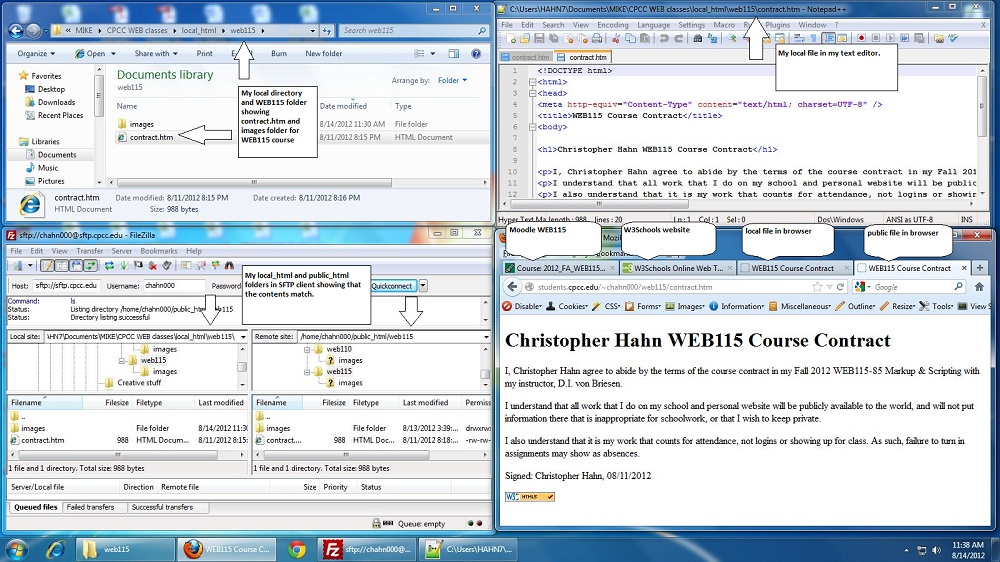 MIKE CPCC WEB classes local_html web115
Search web115
Organize Open Share with Print Burn New folder
Favorites
Desktop
Downloads
Recent Places
Libraries
Documents
Music
Pictures
Documents library
web115
Arrange by: Folder
Name Date modified Type
images 8/14/2012 11:30 AM File folder
contract.htm 8/11/2012 8:15 PM HTML Document
My local directory
and WEB115 folder
showing
contract.htm and
images folder for
WEB115 course
contract.htm Date modified: 8/11/2012 8:15 PM Date created: 8/11/2012 8:16 PM
HTML Document Size: 988 bytes
C:\Users\HAHN7\Documents\MIKE\CPCC WEB classes\local_html\web115\contract.htm - Notepad++
File Edit Search View Encoding Language Settings Macro Plugins Window ?
contract.htm contract.htm
My local file in my text editor.
1 <!DOCTYPE html>
2 <html>
3 <head>
4 <meta http-equiv="Content-Type" content="text/html; charset=UTF-8" />
5 <title>WEB115 Course Contract</title>
6 <body>
7
8 <h1>Christopher Hahn WEB115 Course Contract</h1>
9
10 <p>I, Christopher Hahn agree to abide by the terms of the course contract in my Fall 201
11 <p>I understand that all work that I do on my school and personal website will be public
12 <p>I also understand that it is my work that counts for attendance, not logins or showin
Hyper Text Ma length: 988 lines: 20 Ln : 1 Col : 1 Sel : 0 Dos\Windows ANSI as UTF-8 INS
sftp://chahn000@sftp.cpcc.edu - FileZilla
File Edit View Transfer Server Bookmarks Help
Host: sftp://sftp.cpcc.edu Username: chahn000 Password Quickconnect
My local_html and public_html
folders in SFTP client showing that
the contents match.
Command: ls
Status: Listing directory /home/chahn000/public_html/web115
Status: Directory listing successful
Local site: \HN7\Documents\MIKE\CPCC WEB classes\local_html\web115\
images
web115
images
Creative stuff
Remote site: /home/chahn000/public_html/web115
web110
images
web115
images
Filename Filesize Filetype Last modified
..
images File folder 8/14/2012 11:30
contract.htm 988 HTML Doc... 8/11/2012 8:15:
1 file and 1 directory. Total size: 988 bytes
Filename Filesize Filetype Last modified Permiss
..
images File folder 8/13/2012 3:39:... drwxrwx
contract.... 988 HTML Docu... 8/11/2012 8:18:... -rw-rw-
1 file and 1 directory. Total size: 988 bytes
Server/Local file Direction Remote file Size Priority Status
Queued files Failed transfers Successful transfers
Queue: empty
Moodle WEB115
W3Schools website
local file in browser
public file in browser
Course: 2012_FA_WEB115...
W3Schools Online Web T...
WEB115 Course Contract
WEB115 Course Contract
students.cpcc.edu/~chahn000/web115/contract.htm
Google
Disable Cookies CSS Forms Images Information Miscellaneous Outline Resize Tools View S
Christopher Hahn WEB115 Course Contract
I, Christopher Hahn agree to abide by the terms of the course contract in my Fall 2012 WEB115-85 Markup & Scripting with
my instructor, D.I. von Briesen.
I understand that all work that I do on my school and personal website will be publicly available to the world, and will not put
information there that is inappropriate for schoolwork, or that I wish to keep private.
I also understand that it is my work that counts for attendance, not logins or showing up for class. As such, failure to turn in
assignments may show as absences.
Signed: Christopher Hahn, 08/11/2012
W3C HTML5
web115
WEB115 Course C...
sftp://chahn000@...
C:\Users\HAHN7\...
11:38 AM
8/14/2012